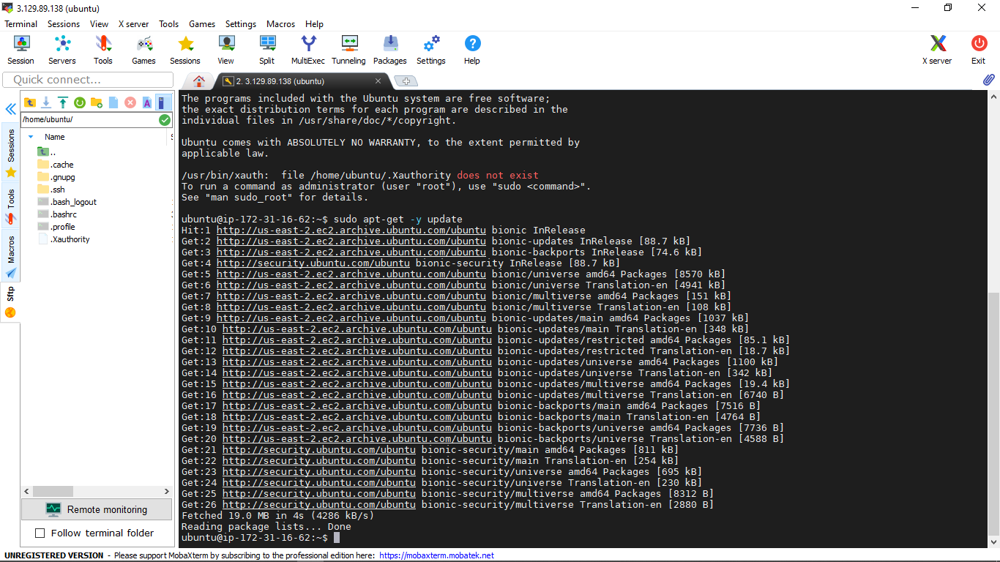 3.129.89.138 (ubuntu)
Terminal Sessions View X server Tools Games Settings Macros Help
Session Servers Tools Games Sessions View Split MultiExec Tunneling Packages Settings Help X server Exit
Quick connect...
2. 3.129.89.138 (ubuntu)
/home/ubuntu/
Name
..
.cache
.gnupg
.ssh
.bash_logout
.bashrc
.profile
.Xauthority
Sessions
Tools
Macros
Sftp
Remote monitoring
Follow terminal folder
The programs included with the Ubuntu system are free software;
the exact distribution terms for each program are described in the
individual files in /usr/share/doc/*/copyright.
Ubuntu comes with ABSOLUTELY NO WARRANTY, to the extent permitted by
applicable law.
/usr/bin/xauth:  file /home/ubuntu/.Xauthority does not exist
To run a command as administrator (user "root"), use "sudo <command>".
See "man sudo_root" for details.
ubuntu@ip-172-31-16-62:~$ sudo apt-get -y update
Hit:1 http://us-east-2.ec2.archive.ubuntu.com/ubuntu bionic InRelease
Get:2 http://us-east-2.ec2.archive.ubuntu.com/ubuntu bionic-updates InRelease [88.7 kB]
Get:3 http://us-east-2.ec2.archive.ubuntu.com/ubuntu bionic-backports InRelease [74.6 kB]
Get:4 http://security.ubuntu.com/ubuntu bionic-security InRelease [88.7 kB]
Get:5 http://us-east-2.ec2.archive.ubuntu.com/ubuntu bionic/universe amd64 Packages [8570 kB]
Get:6 http://us-east-2.ec2.archive.ubuntu.com/ubuntu bionic/universe Translation-en [4941 kB]
Get:7 http://us-east-2.ec2.archive.ubuntu.com/ubuntu bionic/multiverse amd64 Packages [151 kB]
Get:8 http://us-east-2.ec2.archive.ubuntu.com/ubuntu bionic/multiverse Translation-en [108 kB]
Get:9 http://us-east-2.ec2.archive.ubuntu.com/ubuntu bionic-updates/main amd64 Packages [1037 kB]
Get:10 http://us-east-2.ec2.archive.ubuntu.com/ubuntu bionic-updates/main Translation-en [348 kB]
Get:11 http://us-east-2.ec2.archive.ubuntu.com/ubuntu bionic-updates/restricted amd64 Packages [85.1 kB]
Get:12 http://us-east-2.ec2.archive.ubuntu.com/ubuntu bionic-updates/restricted Translation-en [18.7 kB]
Get:13 http://us-east-2.ec2.archive.ubuntu.com/ubuntu bionic-updates/universe amd64 Packages [1100 kB]
Get:14 http://us-east-2.ec2.archive.ubuntu.com/ubuntu bionic-updates/universe Translation-en [342 kB]
Get:15 http://us-east-2.ec2.archive.ubuntu.com/ubuntu bionic-updates/multiverse amd64 Packages [19.4 kB]
Get:16 http://us-east-2.ec2.archive.ubuntu.com/ubuntu bionic-updates/multiverse Translation-en [6740 B]
Get:17 http://us-east-2.ec2.archive.ubuntu.com/ubuntu bionic-backports/main amd64 Packages [7516 B]
Get:18 http://us-east-2.ec2.archive.ubuntu.com/ubuntu bionic-backports/main Translation-en [4764 B]
Get:19 http://us-east-2.ec2.archive.ubuntu.com/ubuntu bionic-backports/universe amd64 Packages [7736 B]
Get:20 http://us-east-2.ec2.archive.ubuntu.com/ubuntu bionic-backports/universe Translation-en [4588 B]
Get:21 http://security.ubuntu.com/ubuntu bionic-security/main amd64 Packages [811 kB]
Get:22 http://security.ubuntu.com/ubuntu bionic-security/main Translation-en [254 kB]
Get:23 http://security.ubuntu.com/ubuntu bionic-security/universe amd64 Packages [695 kB]
Get:24 http://security.ubuntu.com/ubuntu bionic-security/universe Translation-en [230 kB]
Get:25 http://security.ubuntu.com/ubuntu bionic-security/multiverse amd64 Packages [8312 B]
Get:26 http://security.ubuntu.com/ubuntu bionic-security/multiverse Translation-en [2880 B]
Fetched 19.0 MB in 4s (4286 kB/s)
Reading package lists... Done
ubuntu@ip-172-31-16-62:~$
UNREGISTERED VERSION - Please support MobaXterm by subscribing to the professional edition here: https://mobaxterm.mobatek.net